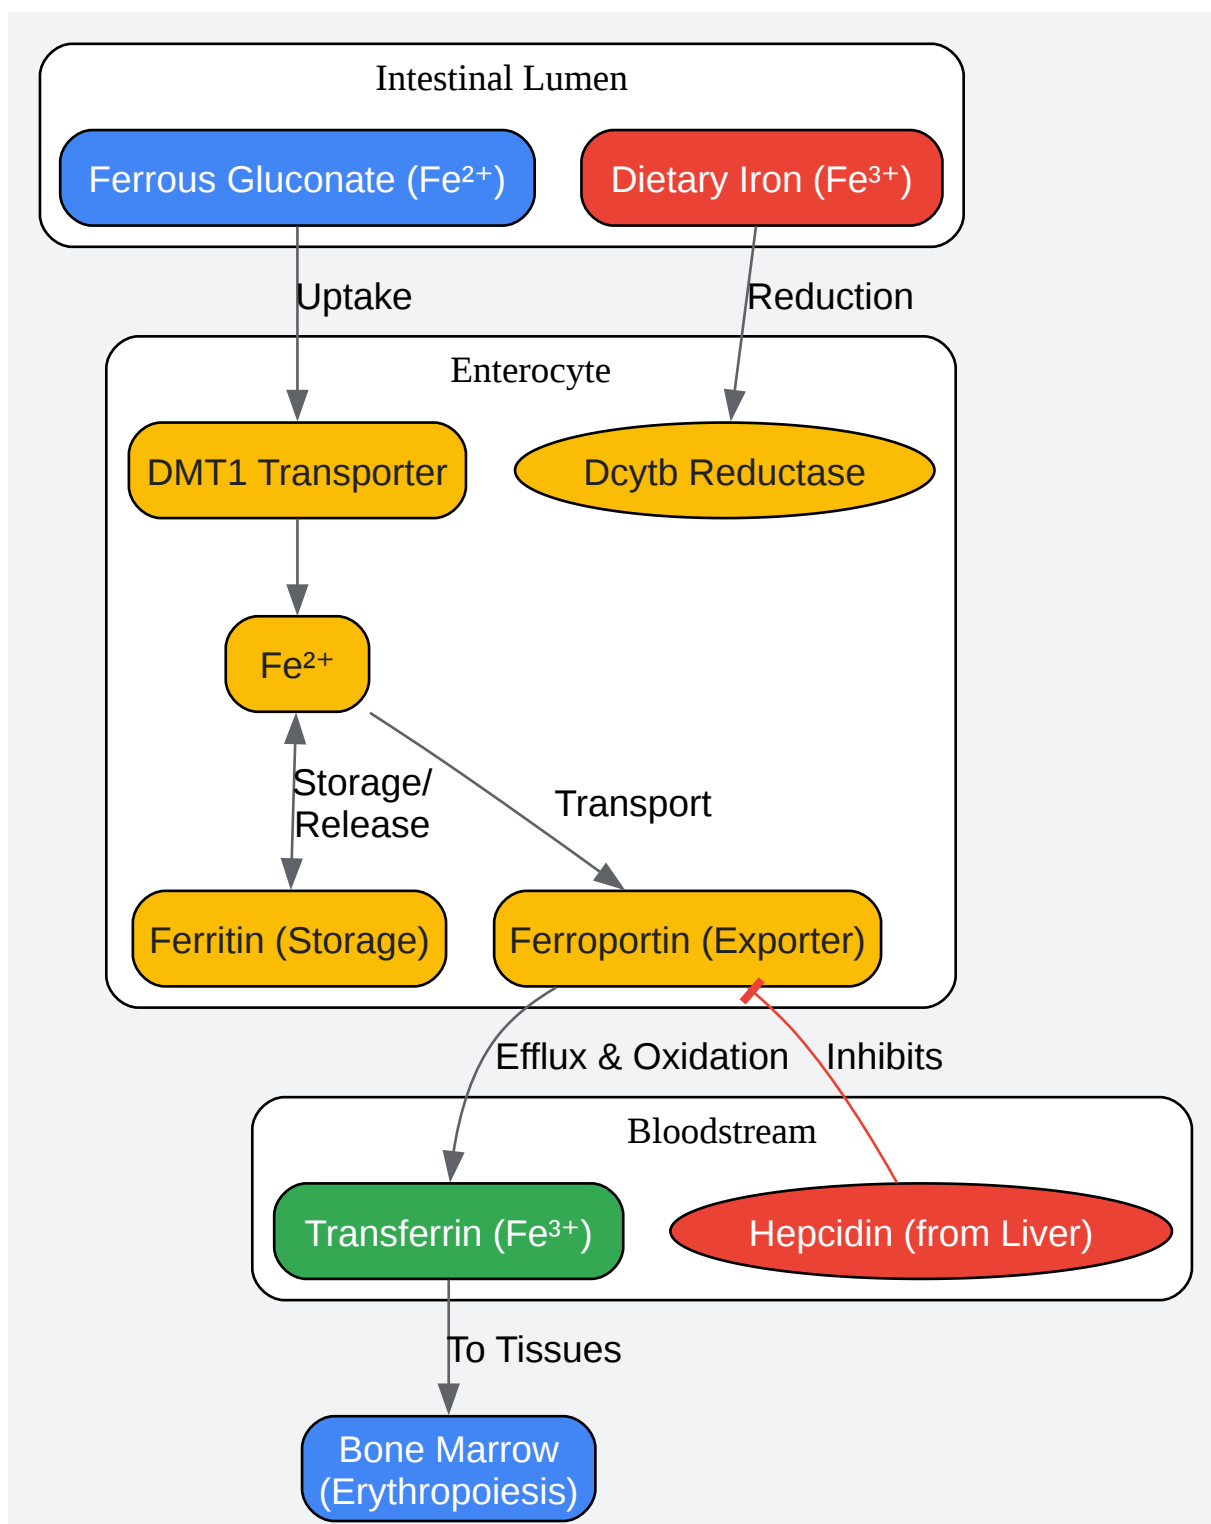 Intestinal Lumen
Ferrous Gluconate (Fe²⁺)
Dietary Iron (Fe³⁺)
Uptake
Reduction
Enterocyte
DMT1 Transporter
Dcytb Reductase
Fe²⁺
Storage/
Release
Transport
Ferritin (Storage)
Ferroportin (Exporter)
Efflux & Oxidation
Inhibits
Bloodstream
Transferrin (Fe³⁺)
Hepcidin (from Liver)
To Tissues
Bone Marrow
(Erythropoiesis)